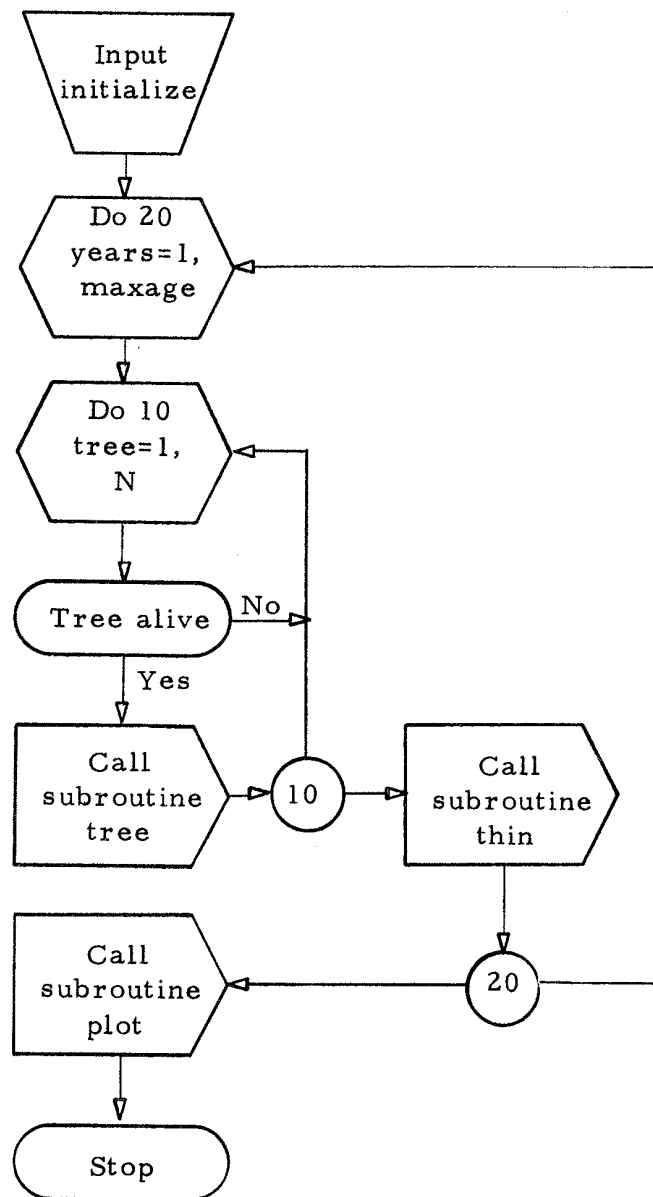 Input
initialize
Do 20
years=1,
maxage
Do 10
tree=1,
N
Tree alive
No
Yes
Call
subroutine
tree
10
Call
subroutine
thin
20
Call
subroutine
plot
Stop